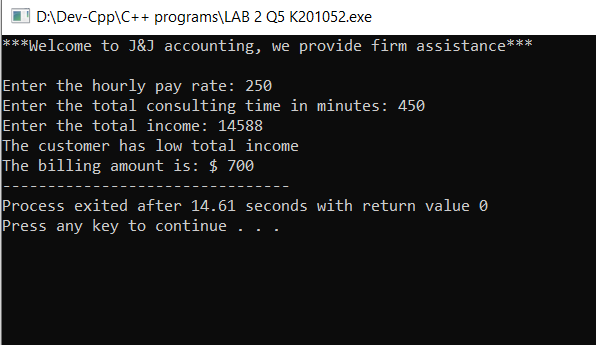 D:\Dev-Cpp\C++ programs\LAB 2 Q5 K201052.exe
***Welcome to J&J accounting, we provide firm assistance***
Enter the hourly pay rate: 250
Enter the total consulting time in minutes: 450
Enter the total income: 14588
The customer has low total income
The billing amount is: $ 700
--------------------------------
Process exited after 14.61 seconds with return value 0
Press any key to continue . . .